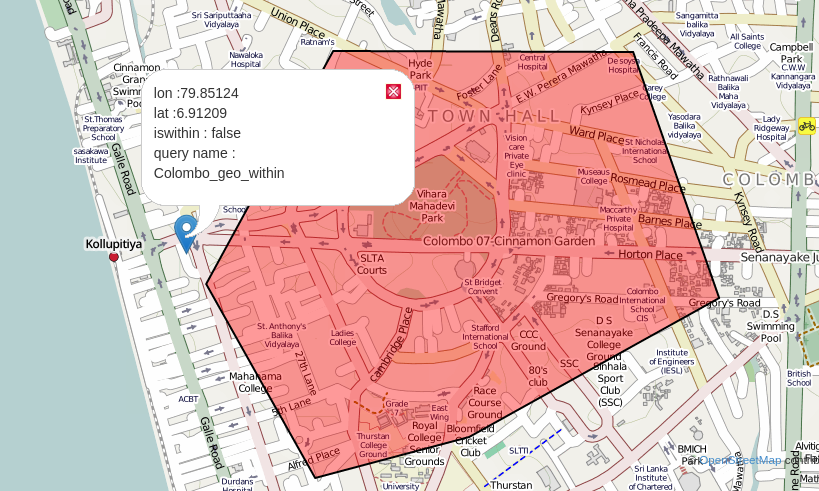 lon :79.85124
lat :6.91209
iswithin : false
query name :
Colombo_geo_within
Sri Sariputtaha
Vidyalaya
Union Place
Street
Ratnam's
Nawaloka
Hospital
Cinnamon
St.Thomas
Preparatory
School
sasakawa
Institute
Galle Road
Kollupitiya
School
Hyde
Park
Foster Lane
Central
Hospital
E.W. Perera Mawatha
De soysa
Hospital
Francis Road
Sangamitta
balika
Vidyalaya
All Saints
College
Campbell
Park
C.W.W
Kannangara
Vidyalaya
Rathnawali
Balika
Maha
Vidyalaya
Kynsey Place
TOWN HALL
Ward Place
Yasodara
Balika
vidyalaya
Lady
Ridgeway
Hospital
St Nicholas
International
School
Vision
care
Private
Eye
clinic
Museaus
College
Rosmead Place
COLOMB
Kynsey Road
Vihara
Mahadevi
Park
Maccarthy
Private
Hospital
Barnes Place
Colombo 07-Cinnamon Garden
Horton Place
Senanayake Ju
SLTA
Courts
St Bridget
Convent
Gregory's Road
Colombo
International
School
CIS
Gregory's Road
D.S
Swimming
Pool
St. Anthony's
Balika
Vidyalaya
Ladies
College
Cambridge Place
Stafford
International
School
CCC
Ground
D S
Senanayake
College
Ground
27th Lane
SSC
Sinhala
Sport
Club
(SSC)
Institute
of Engineers
(IESL)
British
School
Mahanama
College
80's
club
ACBT
5th Lane
Grade
East
Wing
Race
Course
Ground
Royal
College
Bloomfield
Cricket
Club
Thurstan
College
Ground
Senior
Grounds
Galle Road
Alfred Place
SLTI
BMICH
Park
OpenStreetMap
Durdans
Hospital
University
Thurstan
Sri Lanka
Institute
of Chartered
Mawatha